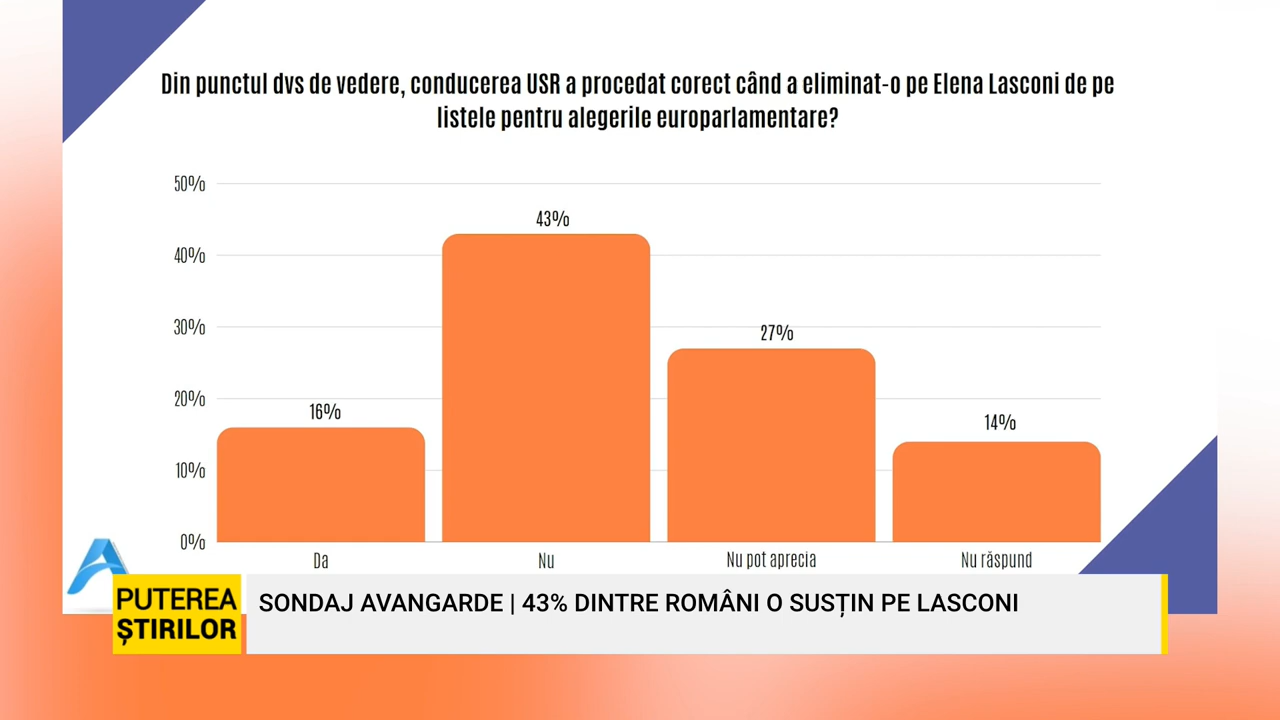 Din punctul dvs de vedere, conducerea USR a procedat corect când a eliminat-o pe Elena Lasconi de pe
listele pentru alegerile europarlamentare?
50%
43%
40%
30%
27%
20%
16%
14%
10%
0%
Da
Nu
Nu pot aprecia
Nu răspund
PUTEREA
ȘTIRILOR
SONDAJ AVANGARDE | 43% DINTRE ROMÂNI O SUSȚIN PE LASCONI